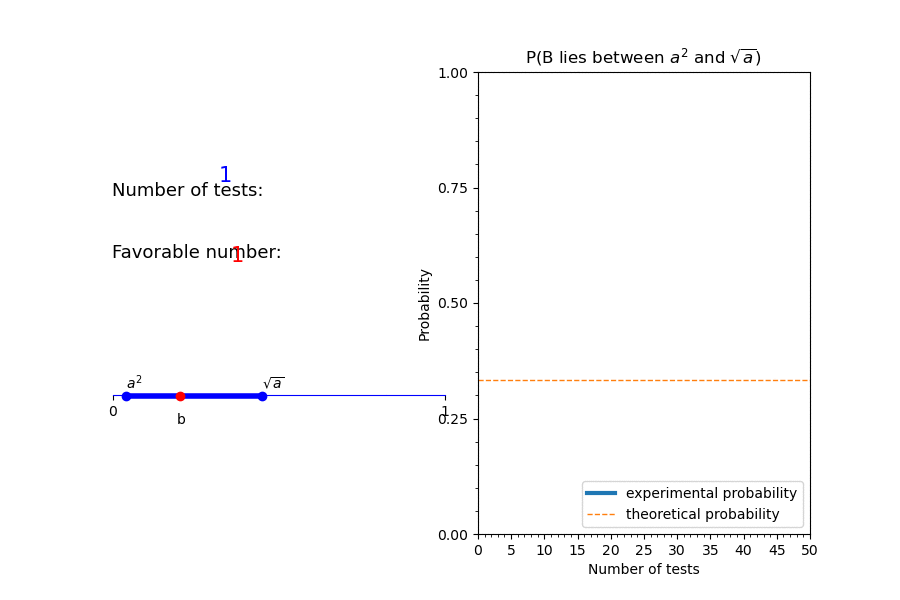 1
Number of tests:
Favorable number:
1
a² √a
0 1
b
P(B lies between a² and √a)
1.00
0.75
0.50
0.25
0.00
Probability
experimental probability
theoretical probability
0 5 10 15 20 25 30 35 40 45 50
Number of tests